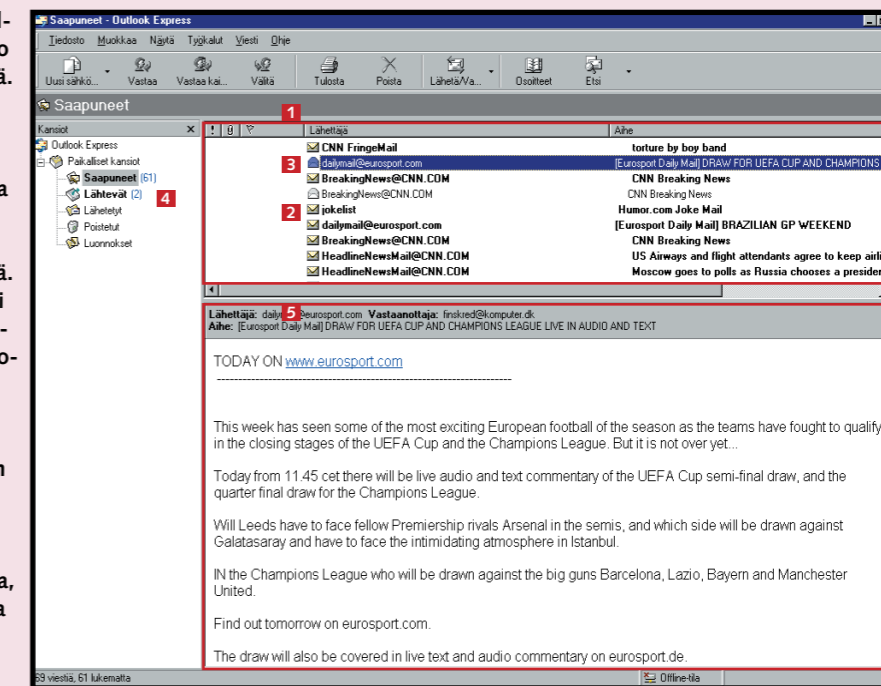 l-
o
ä.
a
ä.
i
-
o-
n
a,
a
Saapuneet - Outlook Express
Tiedosto Muokkaa Näytä Työkalut Viesti Ohje
Uusi sähkö... Vastaa Vastaa kai... Välitä Tulosta Poista Lähetä/Va... Osoitteet Etsi
Saapuneet
Kansiot x
Outlook Express
Paikalliset kansiot
Saapuneet (61)
Lähtevät (2)
4
Lähetetyt
Poistetut
Luonnokset
1
! Lähettäjä Aihe
CNN FringeMail torture by boy band
3 dailymail@eurosport.com [Eurosport Daily Mail] DRAW FOR UEFA CUP AND CHAMPIONS
BreakingNews@CNN.COM CNN Breaking News
BreakingNews@CNN.COM CNN Breaking News
2 jokelist Humor.com Joke Mail
dailymail@eurosport.com [Eurosport Daily Mail] BRAZILIAN GP WEEKEND
BreakingNews@CNN.COM CNN Breaking News
HeadlineNewsMail@CNN.COM US Airways and flight attendants agree to keep airli
HeadlineNewsMail@CNN.COM Moscow goes to polls as Russia chooses a presiden
Lähettäjä: daily 5 eurosport.com Vastaanottaja: finskred@komputer.dk
Aihe: [Eurosport Daily Mail] DRAW FOR UEFA CUP AND CHAMPIONS LEAGUE LIVE IN AUDIO AND TEXT
TODAY ON www.eurosport.com
----------------------------------------------------------------------
This week has seen some of the most exciting European football of the season as the teams have fought to qualify
in the closing stages of the UEFA Cup and the Champions League. But it is not over yet...
Today from 11.45 cet there will be live audio and text commentary of the UEFA Cup semi-final draw, and the
quarter final draw for the Champions League.
Will Leeds have to face fellow Premiership rivals Arsenal in the semis, and which side will be drawn against
Galatasaray and have to face the intimidating atmosphere in Istanbul.
IN the Champions League who will be drawn against the big guns Barcelona, Lazio, Bayern and Manchester
United.
Find out tomorrow on eurosport.com.
The draw will also be covered in live text and audio commentary on eurosport.de.
69 viestiä, 61 lukematta Offline-tila